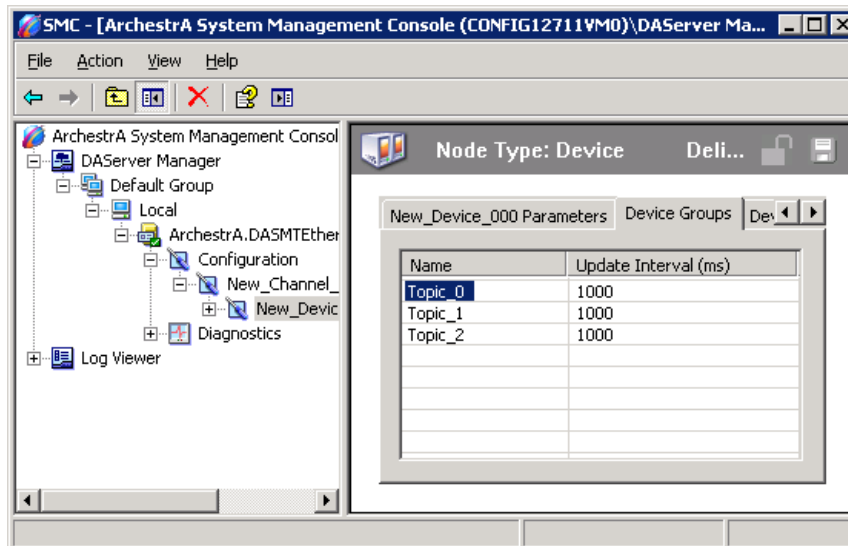 SMC - [ArchestrA System Management Console (CONFIG12711VM0)\DAServer Ma...
File Action View Help
ArchestrA System Management Consol
DAServer Manager
Default Group
Local
ArchestrA.DASMTEther
Configuration
New_Channel_
New_Devic
Diagnostics
Log Viewer
Node Type: Device Deli...
New_Device_000 Parameters Device Groups Dev
Name Update Interval (ms)
Topic_0 1000
Topic_1 1000
Topic_2 1000